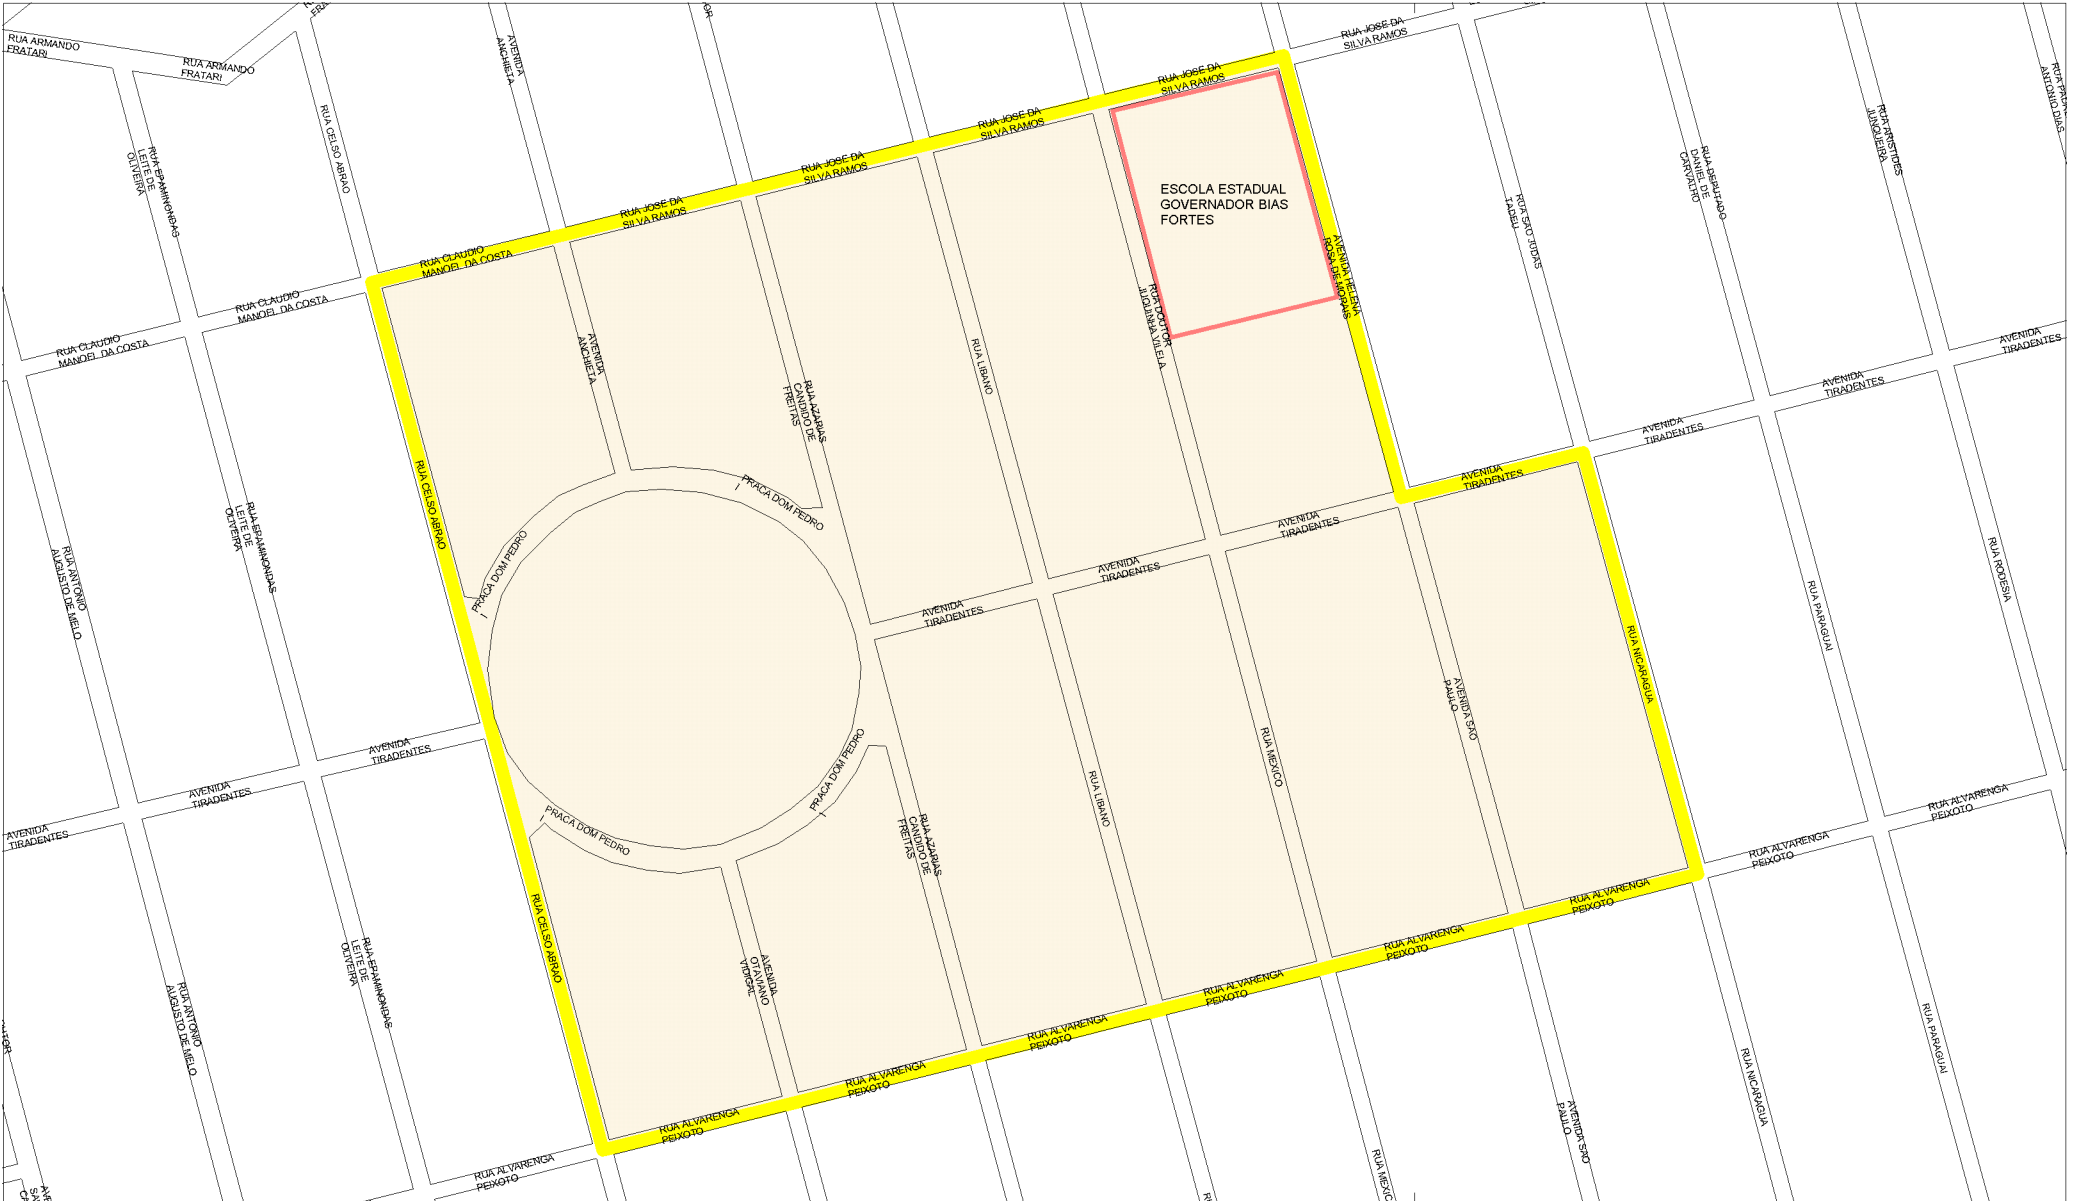 RUA ARMANDO
FRATARI
RUA ARMANDO
FRATARI
AVENIDA
ANCHIETA
RUA JOSE DA
SILVA RAMOS
RUA JOSE DA
SILVA RAMOS
RUA JOSE DA
SILVA RAMOS
RUA JOSE DA
SILVA RAMOS
RUA JOSE DA
SILVA RAMOS
RUA CELSO ABRAO
RUA EPAMINONDAS
LEITE DE
OLIVEIRA
RUA ARISTIDES
JUNQUEIRA
ANTONIO DIAS
RUA DEPUTADO
DANIEL DE
CARVALHO
RUA SAO JUDAS
TADEU
ESCOLA ESTADUAL
GOVERNADOR BIAS
FORTES
AVENIDA HELENA
ROSA DE MORAIS
RUA CLAUDIO
MANOEL DA COSTA
RUA CLAUDIO
MANOEL DA COSTA
RUA CLAUDIO
MANOEL DA COSTA
RUA DOUTOR
JUQUINHA VILELA
AVENIDA
ANCHIETA
RUA AZARIAS
CANDIDO DE
FREITAS
RUA LIBANO
AVENIDA
TIRADENTES
AVENIDA
TIRADENTES
AVENIDA
TIRADENTES
AVENIDA
TIRADENTES
AVENIDA
TIRADENTES
AVENIDA
TIRADENTES
AVENIDA
TIRADENTES
RUA CELSO ABRAO
PRACA DOM PEDRO
I
PRACA DOM PEDRO
I
RUA EPAMINONDAS
LEITE DE
OLIVEIRA
RUA ANTONIO
AUGUSTO DE MELO
RUA RODESIA
RUA PARAGUAI
RUA NICARAGUA
AVENIDA SAO
PAULO
RUA MEXICO
RUA LIBANO
AVENIDA
TIRADENTES
AVENIDA
TIRADENTES
AVENIDA
TIRADENTES
PRACA DOM PEDRO
I
PRACA DOM PEDRO
I
RUA AZARIAS
CANDIDO DE
FREITAS
RUA ALVARENGA
PEIXOTO
RUA ALVARENGA
PEIXOTO
RUA ALVARENGA
PEIXOTO
RUA ALVARENGA
PEIXOTO
RUA ALVARENGA
PEIXOTO
RUA ALVARENGA
PEIXOTO
RUA ALVARENGA
PEIXOTO
RUA ALVARENGA
PEIXOTO
RUA ALVARENGA
PEIXOTO
RUA CELSO ABRAO
RUA EPAMINONDAS
LEITE DE
OLIVEIRA
AVENIDA
OTAVIANO
VIDIGAL
RUA ANTONIO
AUGUSTO DE MELO
RUA PARAGUAI
RUA NICARAGUA
AVENIDA SAO
PAULO